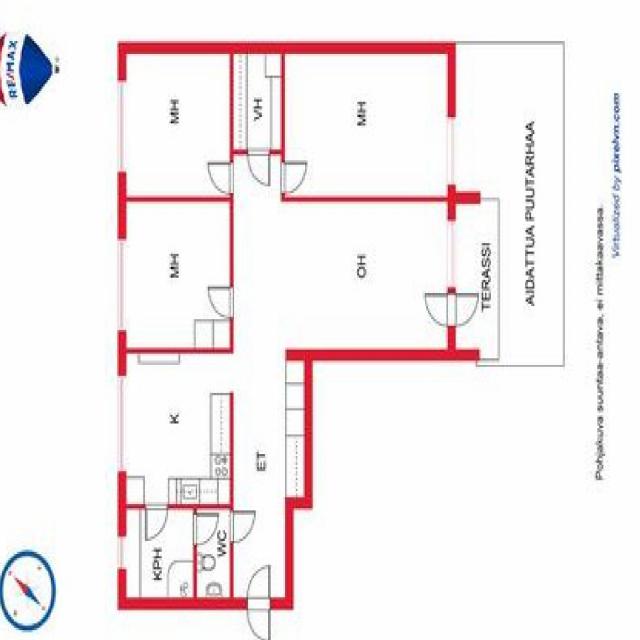 RE/MAX
MH
VH
MH
MH
OH
TERASSI
AIDATTUA PUUTARHAA
K
ET
KPH
WC
Pohjakuva suuntaa-antava, ei mittakaavassa.
Virtualized by pixelvn.com